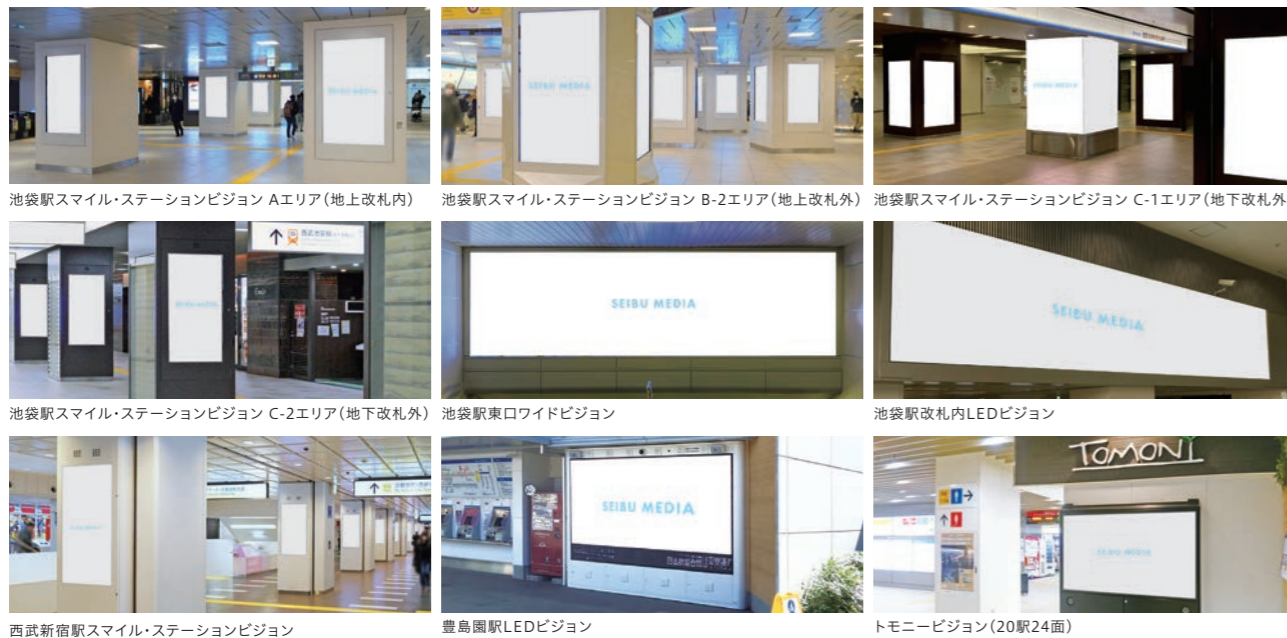 SEIBU MEDIA
SEIBU MEDIA
SEIBU MEDIA
池袋駅スマイル・ステーションビジョン Aエリア(地上改札内)
池袋駅スマイル・ステーションビジョン B-2エリア(地上改札外)
池袋駅スマイル・ステーションビジョン C-1エリア(地下改札外
SEIBU MEDIA
SEIBU MEDIA
SEIBU MEDIA
池袋駅スマイル・ステーションビジョン C-2エリア(地下改札外)
池袋駅東口ワイドビジョン
池袋駅改札内LEDビジョン
SEIBU MEDIA
SEIBU MEDIA
TOMONY
SEIBU MEDIA
西武新宿駅スマイル・ステーションビジョン
豊島園駅LEDビジョン
トモニービジョン(20駅24面)